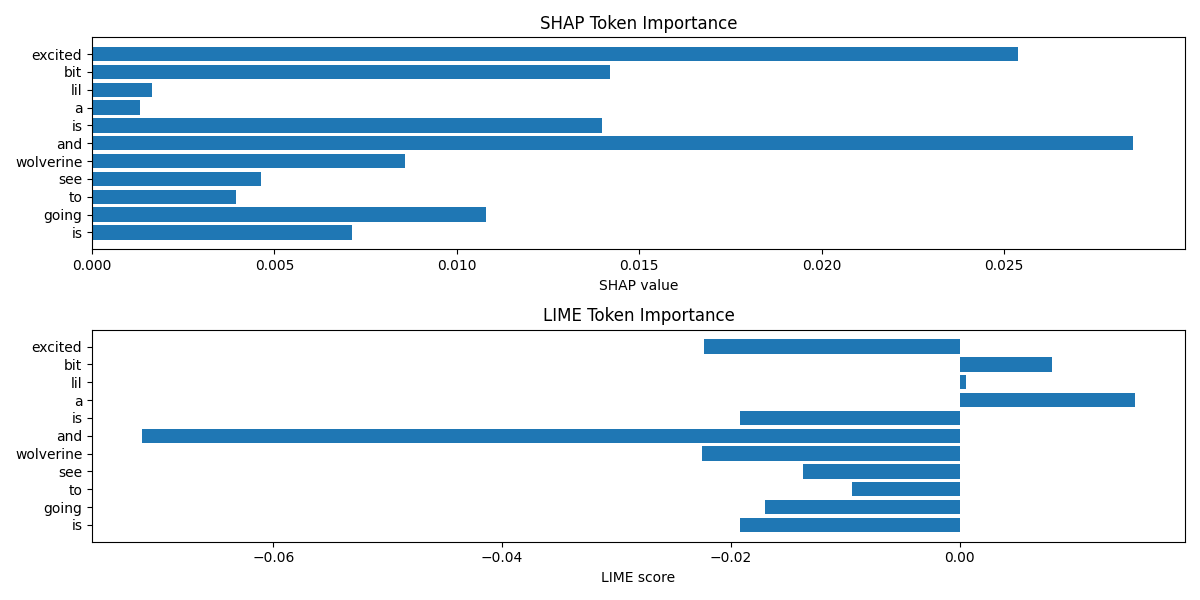 SHAP Token Importance
excited
bit
lil
a
is
and
wolverine
see
to
going
is
0.000 0.005 0.010 0.015 0.020 0.025
SHAP value
LIME Token Importance
excited
bit
lil
a
is
and
wolverine
see
to
going
is
−0.06 −0.04 −0.02 0.00
LIME score